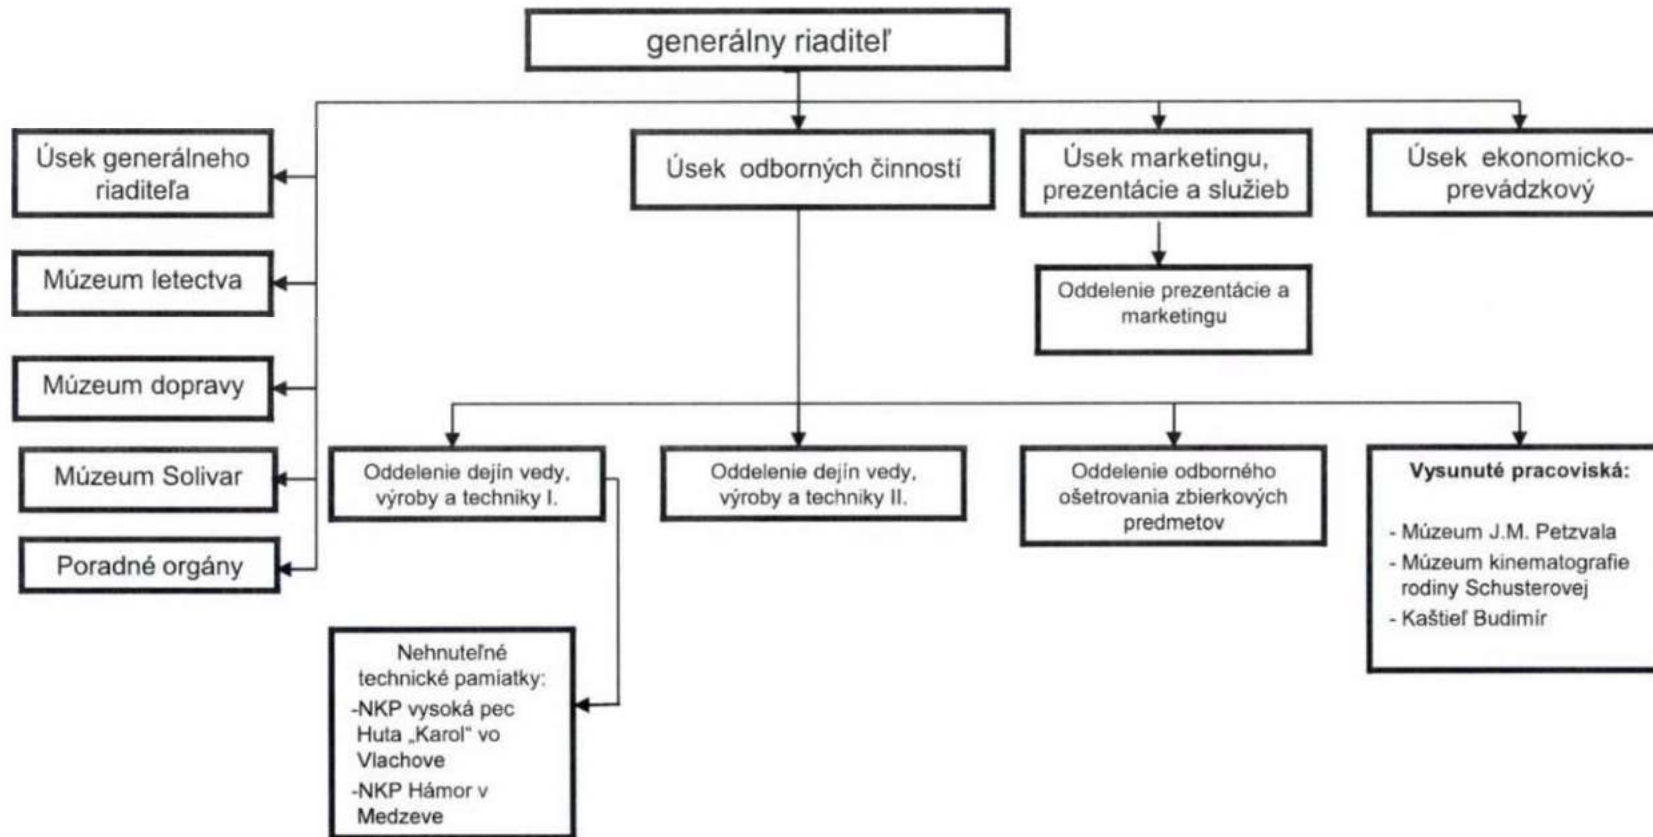 generálny riaditeľ
Úsek generálneho
riaditeľa
Úsek odborných činností
Úsek marketingu,
prezentácie a služieb
Úsek ekonomicko-
prevádzkový
Múzeum letectva
Oddelenie prezentácie a
marketingu
Múzeum dopravy
Múzeum Solivar
Poradné orgány
Oddelenie dejín vedy,
výroby a techniky I.
Oddelenie dejín vedy,
výroby a techniky II.
Oddelenie odborného
ošetrovania zbierkových
predmetov
Vysunuté pracoviská:
- Múzeum J.M. Petzvala
- Múzeum kinematografie
rodiny Schusterovej
- Kaštieľ Budimír
Nehnuteľné
technické pamiatky:
-NKP vysoká pec
Huta „Karol“ vo
Vlachove
-NKP Hámor v
Medzeve